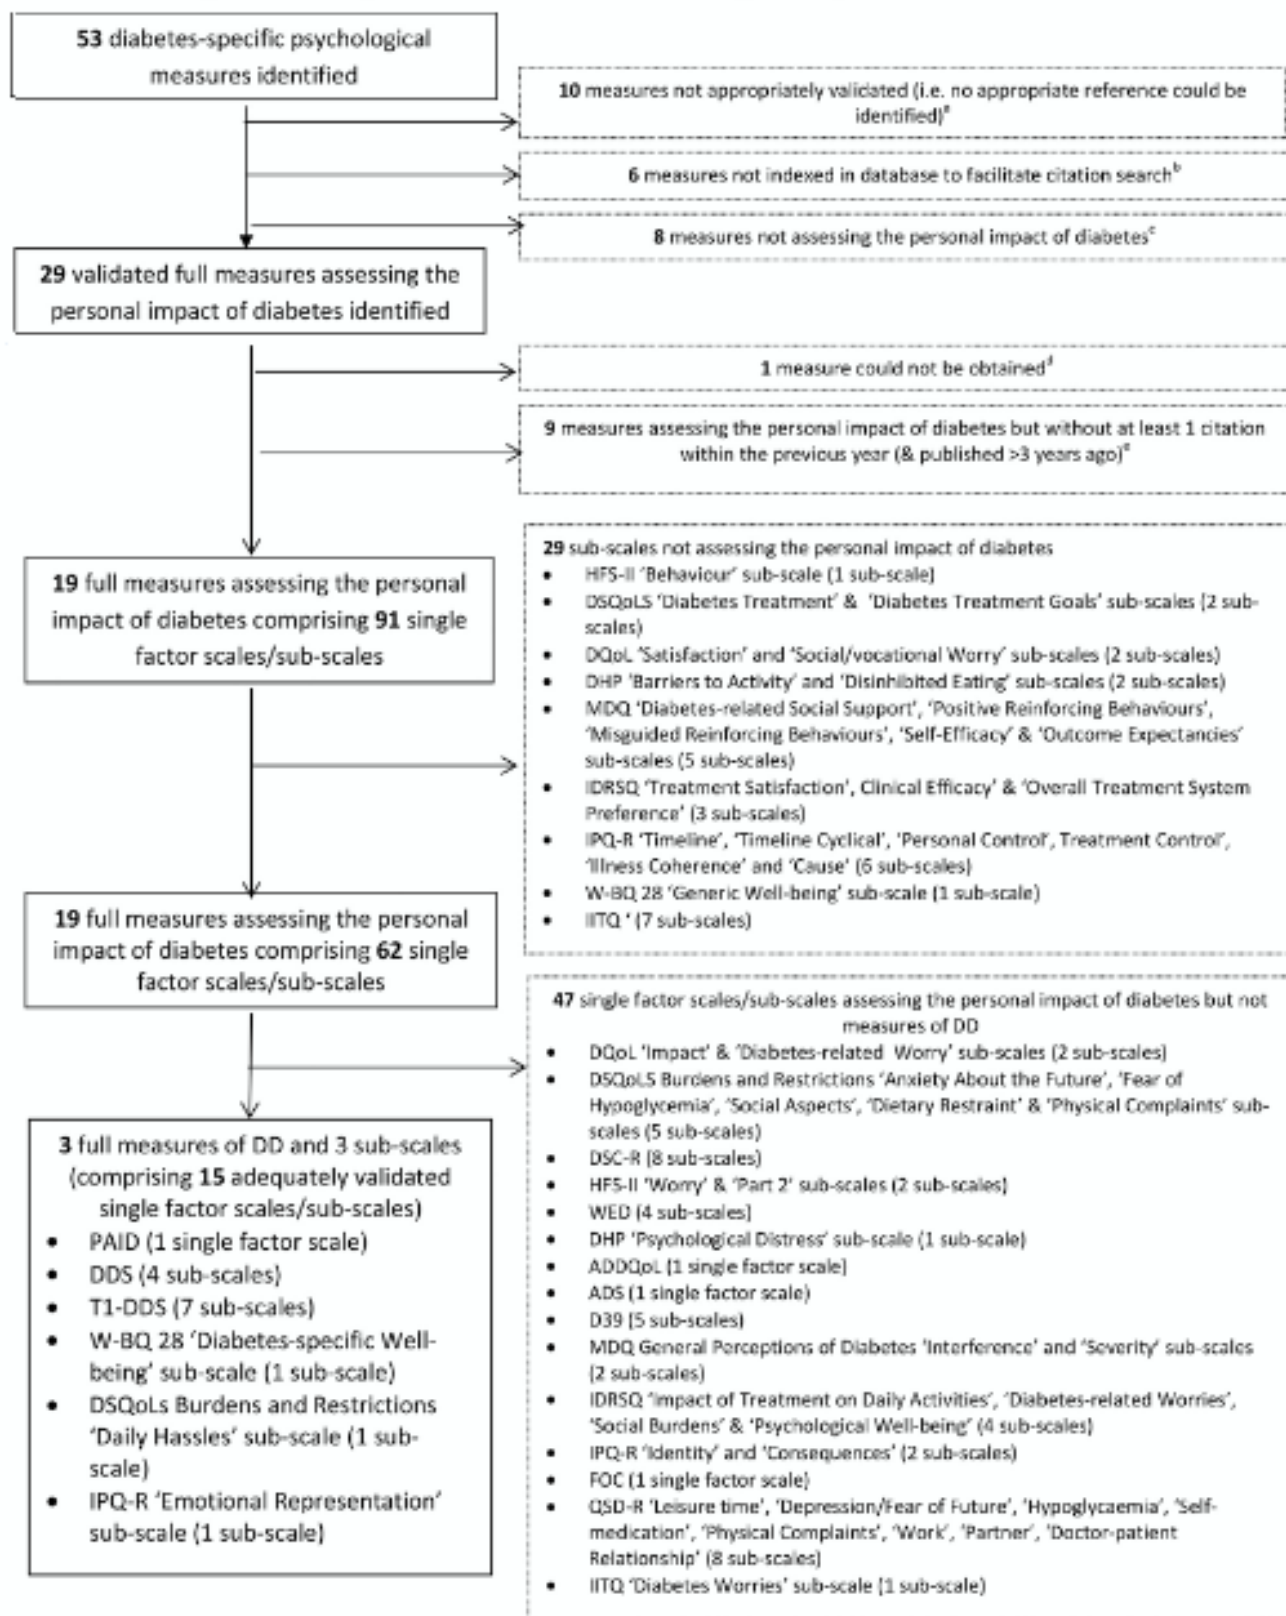 53 diabetes-specific psychological
measures identified
10 measures not appropriately validated (i.e. no appropriate reference could be
identified)a
6 measures not indexed in database to facilitate citation searchb
8 measures not assessing the personal impact of diabetesc
29 validated full measures assessing the
personal impact of diabetes identified
1 measure could not be obtainedd
9 measures assessing the personal impact of diabetes but without at least 1 citation
within the previous year (& published >3 years ago)e
19 full measures assessing the personal
impact of diabetes comprising 91 single
factor scales/sub-scales
29 sub-scales not assessing the personal impact of diabetes
• HFS-II 'Behaviour' sub-scale (1 sub-scale)
• DSQoLS 'Diabetes Treatment' & 'Diabetes Treatment Goals' sub-scales (2 sub-
scales)
• DQoL 'Satisfaction' and 'Social/vocational Worry' sub-scales (2 sub-scales)
• DHP 'Barriers to Activity' and 'Disinhibited Eating' sub-scales (2 sub-scales)
• MDQ 'Diabetes-related Social Support', 'Positive Reinforcing Behaviours',
'Misguided Reinforcing Behaviours', 'Self-Efficacy' & 'Outcome Expectancies'
sub-scales (5 sub-scales)
• IDRSQ 'Treatment Satisfaction', Clinical Efficacy' & 'Overall Treatment System
Preference' (3 sub-scales)
• IPQ-R 'Timeline', 'Timeline Cyclical', 'Personal Control', Treatment Control',
'Illness Coherence' and 'Cause' (6 sub-scales)
• W-BQ 28 'Generic Well-being' sub-scale (1 sub-scale)
• IITQ ' (7 sub-scales)
19 full measures assessing the personal
impact of diabetes comprising 62 single
factor scales/sub-scales
47 single factor scales/sub-scales assessing the personal impact of diabetes but not
measures of DD
• DQoL 'Impact' & 'Diabetes-related Worry' sub-scales (2 sub-scales)
• DSQoLS Burdens and Restrictions 'Anxiety About the Future', 'Fear of
Hypoglycemia', 'Social Aspects', 'Dietary Restraint' & 'Physical Complaints' sub-
scales (5 sub-scales)
• DSC-R (8 sub-scales)
• HFS-II 'Worry' & 'Part 2' sub-scales (2 sub-scales)
• WED (4 sub-scales)
• DHP 'Psychological Distress' sub-scale (1 sub-scale)
• ADDQoL (1 single factor scale)
• ADS (1 single factor scale)
• D39 (5 sub-scales)
• MDQ General Perceptions of Diabetes 'Interference' and 'Severity' sub-scales
(2 sub-scales)
• IDRSQ 'Impact of Treatment on Daily Activities', 'Diabetes-related Worries',
'Social Burdens' & 'Psychological Well-being' (4 sub-scales)
• IPQ-R 'Identity' and 'Consequences' (2 sub-scales)
• FOC (1 single factor scale)
• QSD-R 'Leisure time', 'Depression/Fear of Future', 'Hypoglycaemia', 'Self-
medication', 'Physical Complaints', 'Work', 'Partner', 'Doctor-patient
Relationship' (8 sub-scales)
• IITQ 'Diabetes Worries' sub-scale (1 sub-scale)
3 full measures of DD and 3 sub-scales
(comprising 15 adequately validated
single factor scales/sub-scales)
• PAID (1 single factor scale)
• DDS (4 sub-scales)
• T1-DDS (7 sub-scales)
• W-BQ 28 'Diabetes-specific Well-
being' sub-scale (1 sub-scale)
• DSQoLs Burdens and Restrictions
'Daily Hassles' sub-scale (1 sub-
scale)
• IPQ-R 'Emotional Representation'
sub-scale (1 sub-scale)